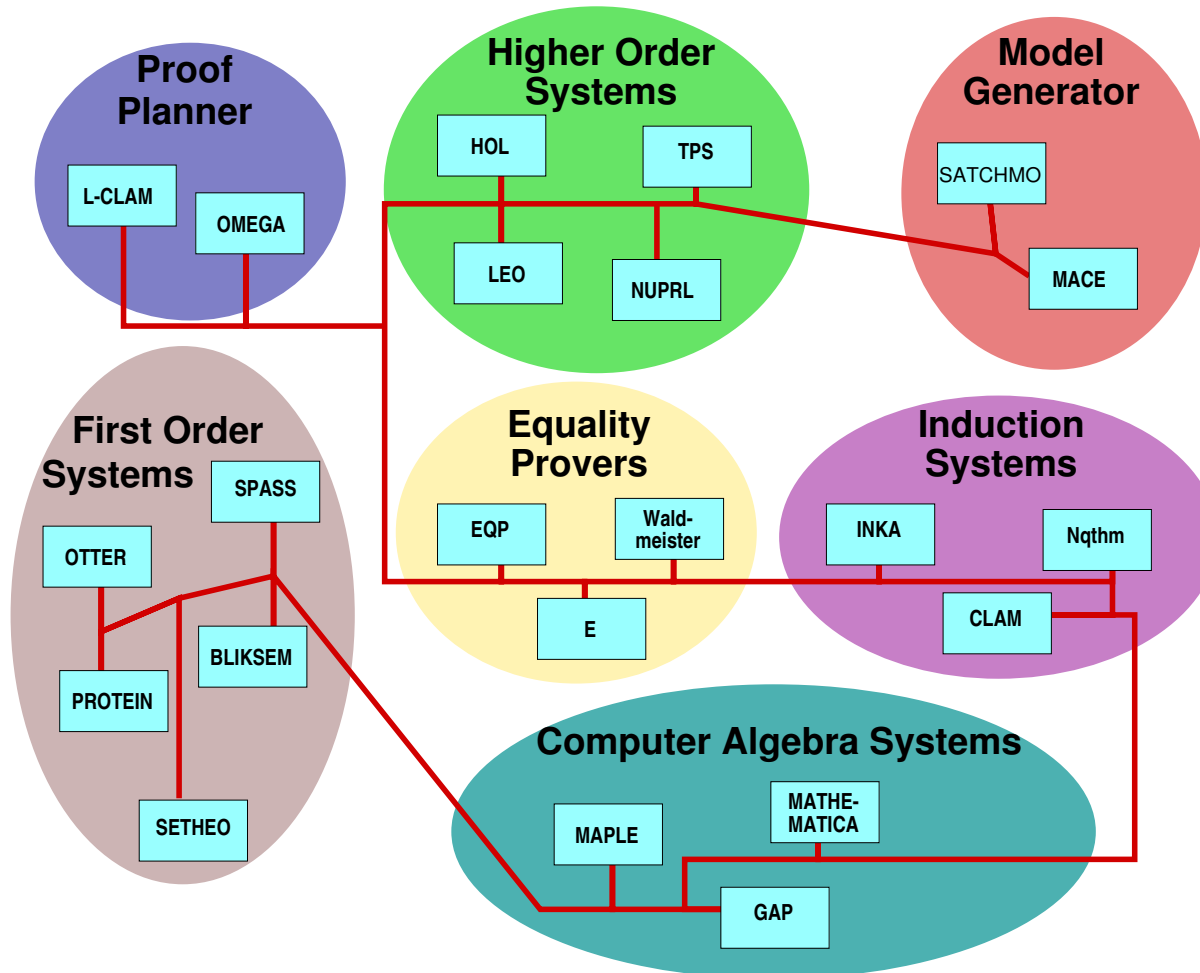 Proof
Planner
L-CLAM
OMEGA
Higher Order
Systems
HOL
TPS
LEO
NUPRL
Model
Generator
SATCHMO
MACE
First Order
Systems
SPASS
OTTER
BLIKSEM
PROTEIN
SETHEO
Equality
Provers
EQP
Wald-
meister
E
Induction
Systems
INKA
Nqthm
CLAM
Computer Algebra Systems
MAPLE
MATHE-
MATICA
GAP